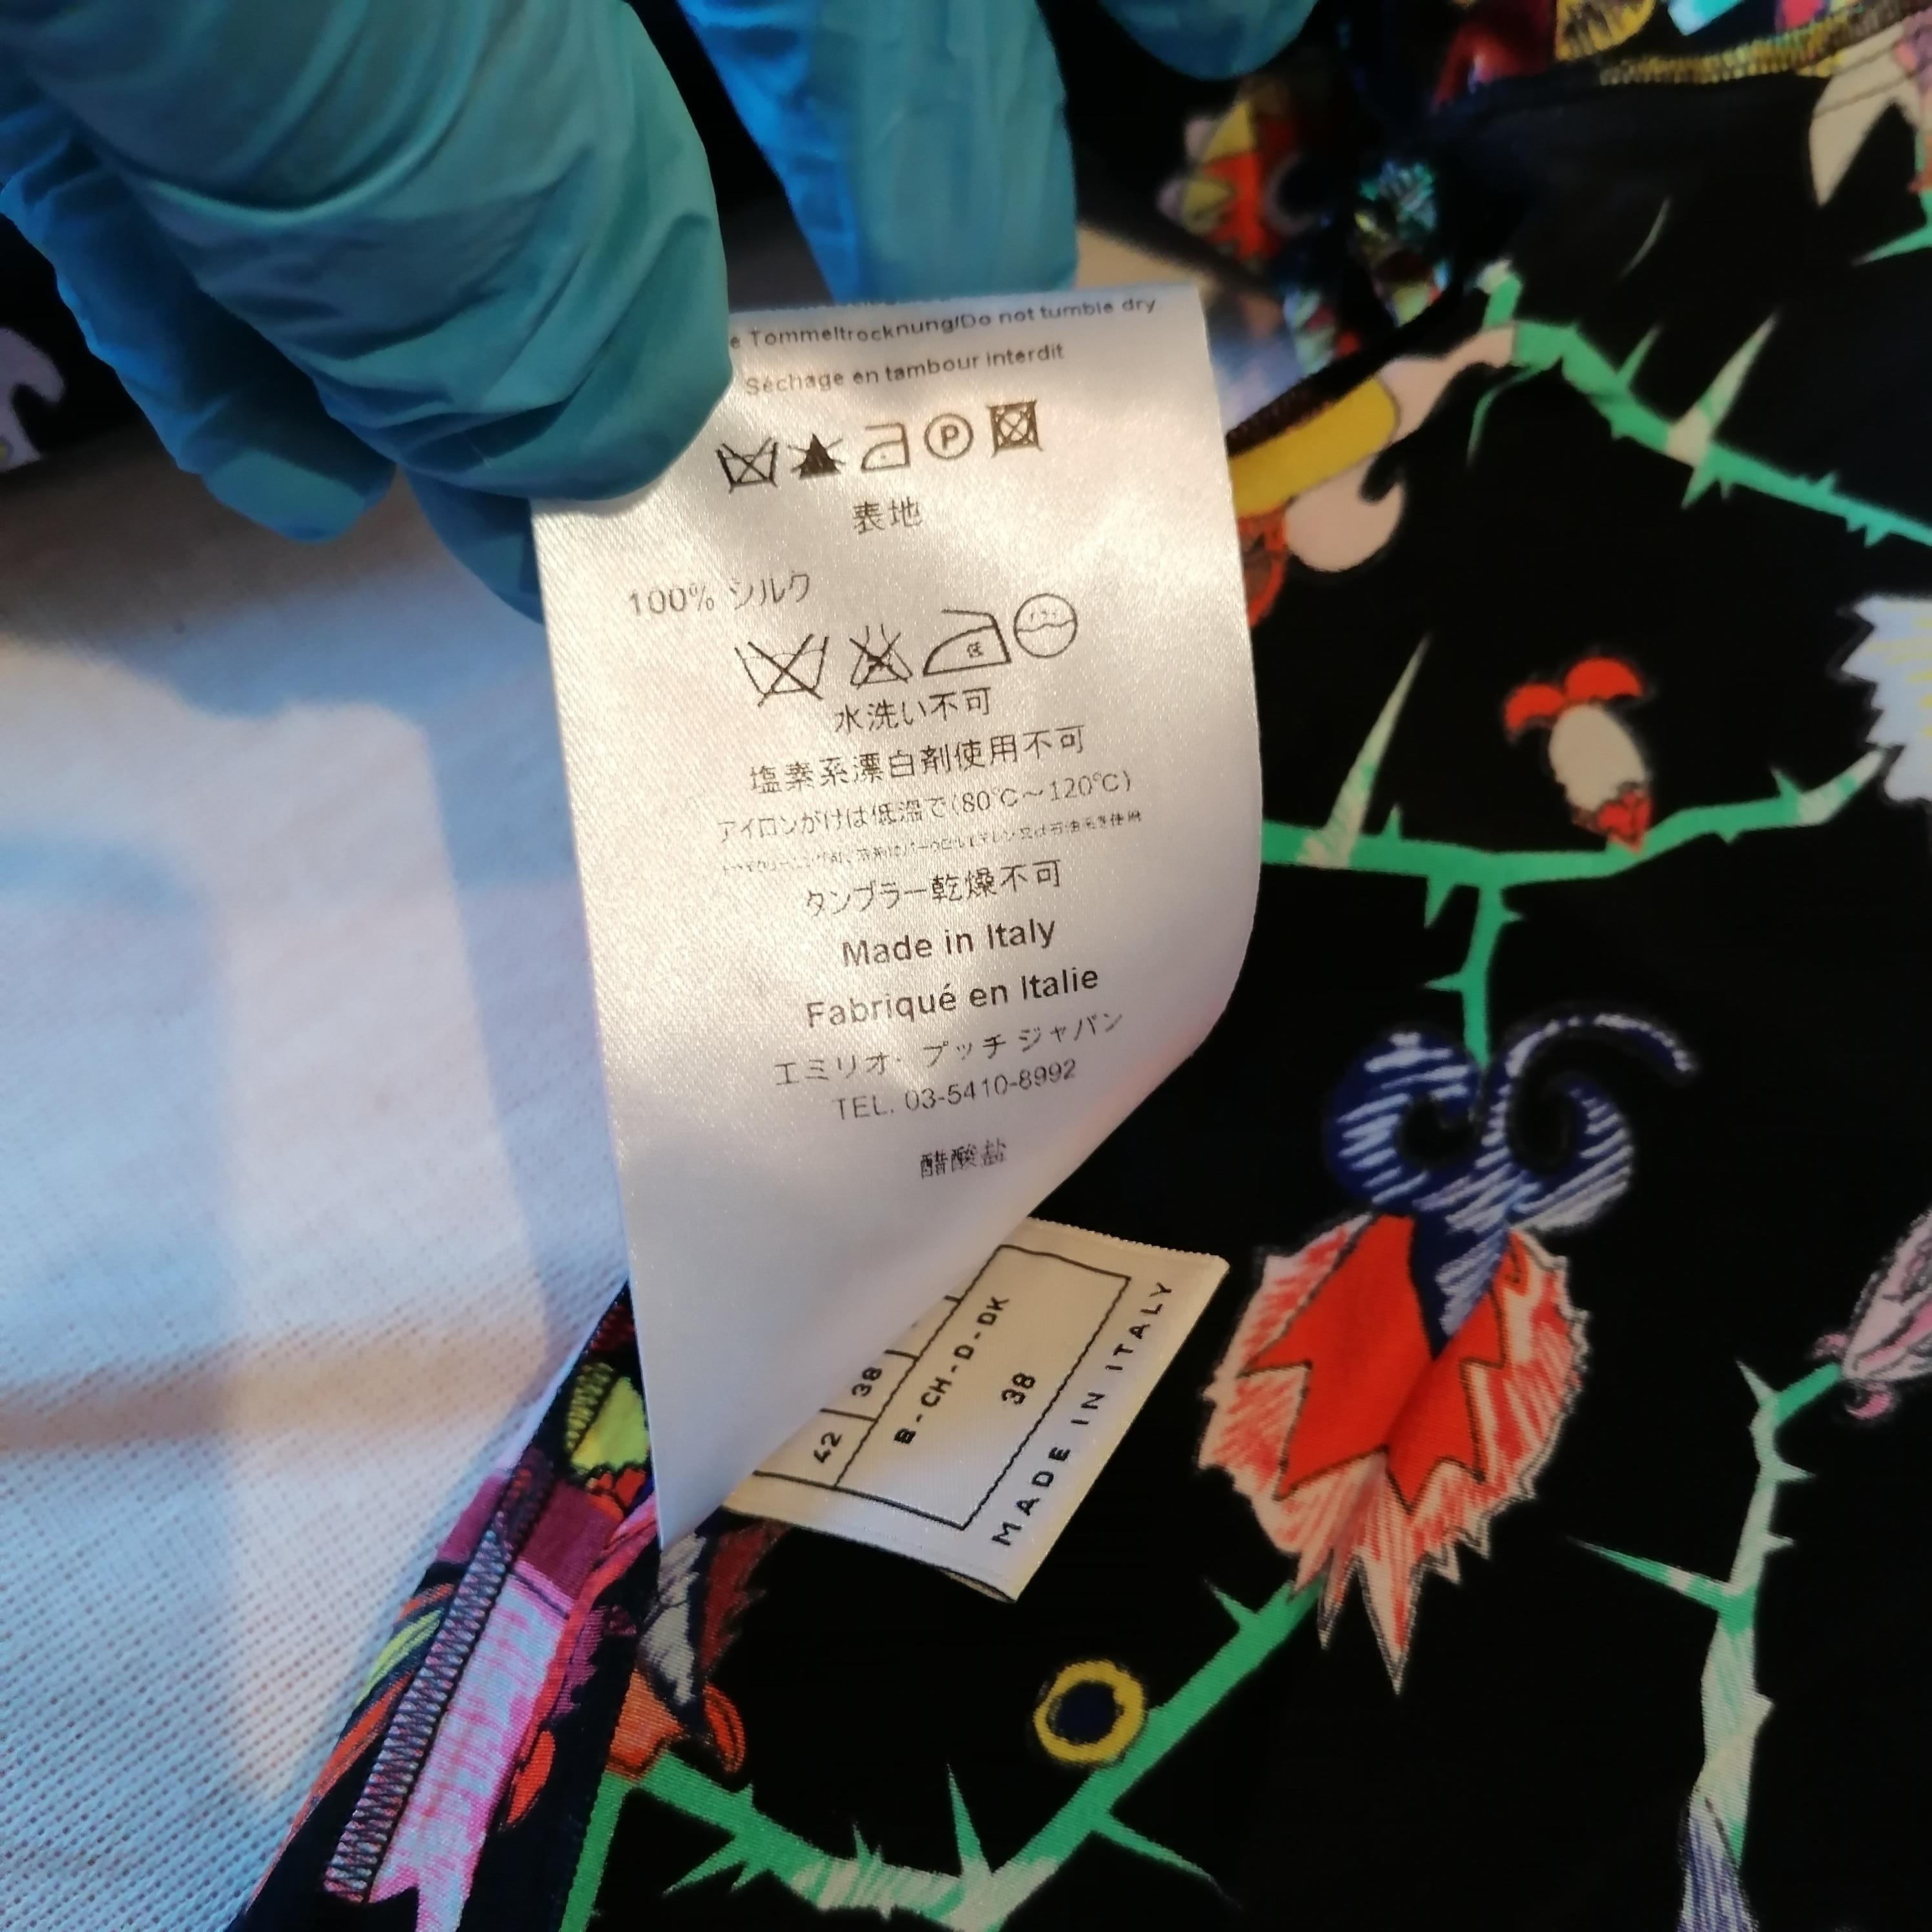 e Tommeltrocknung/Do not tumble dry
Séchage en tambour interdit
P
表地
100% シルク
低
水洗い不可
塩素系漂白剤使用不可
アイロンがけは低温で(80℃～120℃)
タンブラー乾燥不可
Made in Italy
Fabriqué en Italie
エミリオ・プッチ ジャパン
TEL. 03-5410-8992
醋酸盐
42 38
B-CH-D-DK
38
MADE IN ITALY